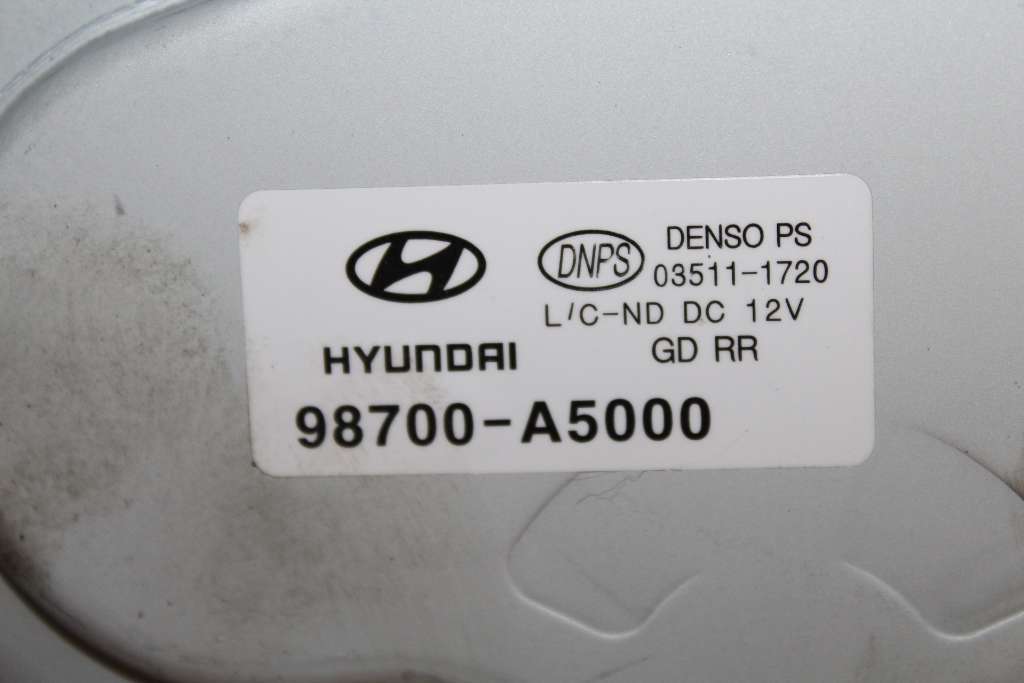 HYUNDAI
DNPS
DENSO PS
03511-1720
L/C-ND DC 12V
GD RR
98700-A5000